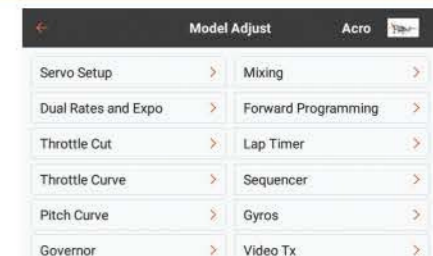 Model Adjust Acro
Servo Setup
Mixing
Dual Rates and Expo
Forward Programming
Throttle Cut
Lap Timer
Throttle Curve
Sequencer
Pitch Curve
Gyros
Governor
Video Tx